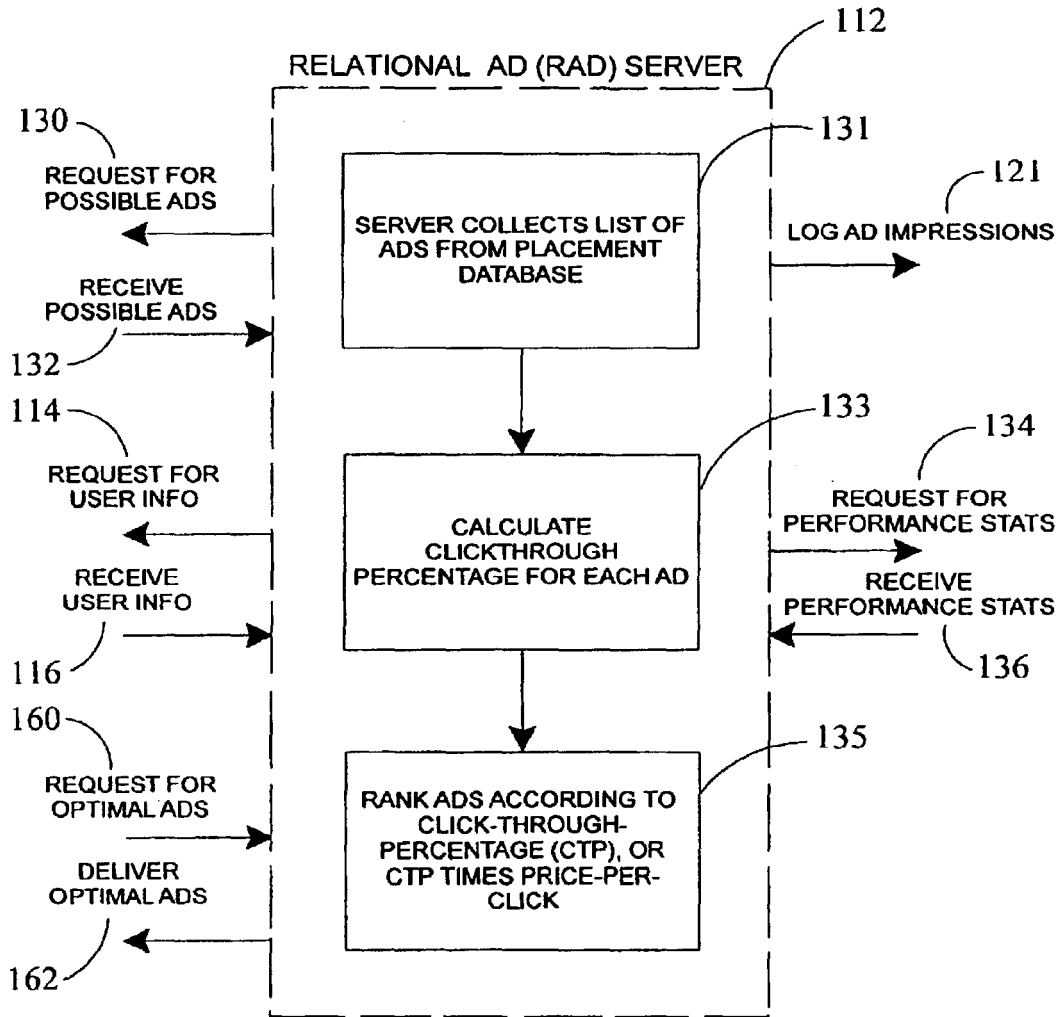 112
RELATIONAL AD (RAD) SERVER
130
REQUEST FOR
POSSIBLE ADS
RECEIVE
POSSIBLE ADS
132
114
REQUEST FOR
USER INFO
RECEIVE
USER INFO
116
160
REQUEST FOR
OPTIMAL ADS
DELIVER
OPTIMAL ADS
162
131
SERVER COLLECTS LIST OF
ADS FROM PLACEMENT
DATABASE
133
CALCULATE
CLICKTHROUGH
PERCENTAGE FOR EACH AD
135
RANK ADS ACCORDING TO
CLICK-THROUGH-
PERCENTAGE (CTP), OR
CTP TIMES PRICE-PER-
CLICK
121
LOG AD IMPRESSIONS
134
REQUEST FOR
PERFORMANCE STATS
RECEIVE
PERFORMANCE STATS
136